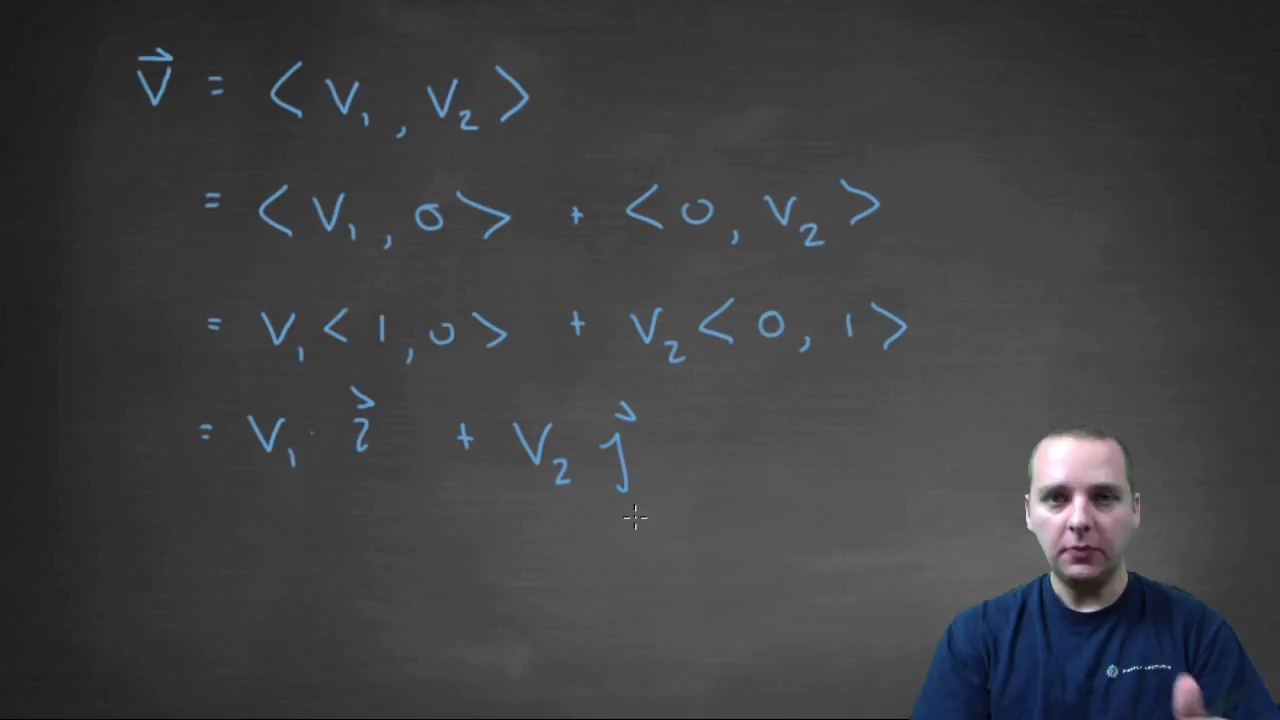 v⃗ = < v₁ , v₂ >
= < v₁ , 0 > + < 0 , v₂ >
= v₁ < 1 , 0 > + v₂ < 0 , 1 >
= v₁ · i⃗ + v₂ j⃗